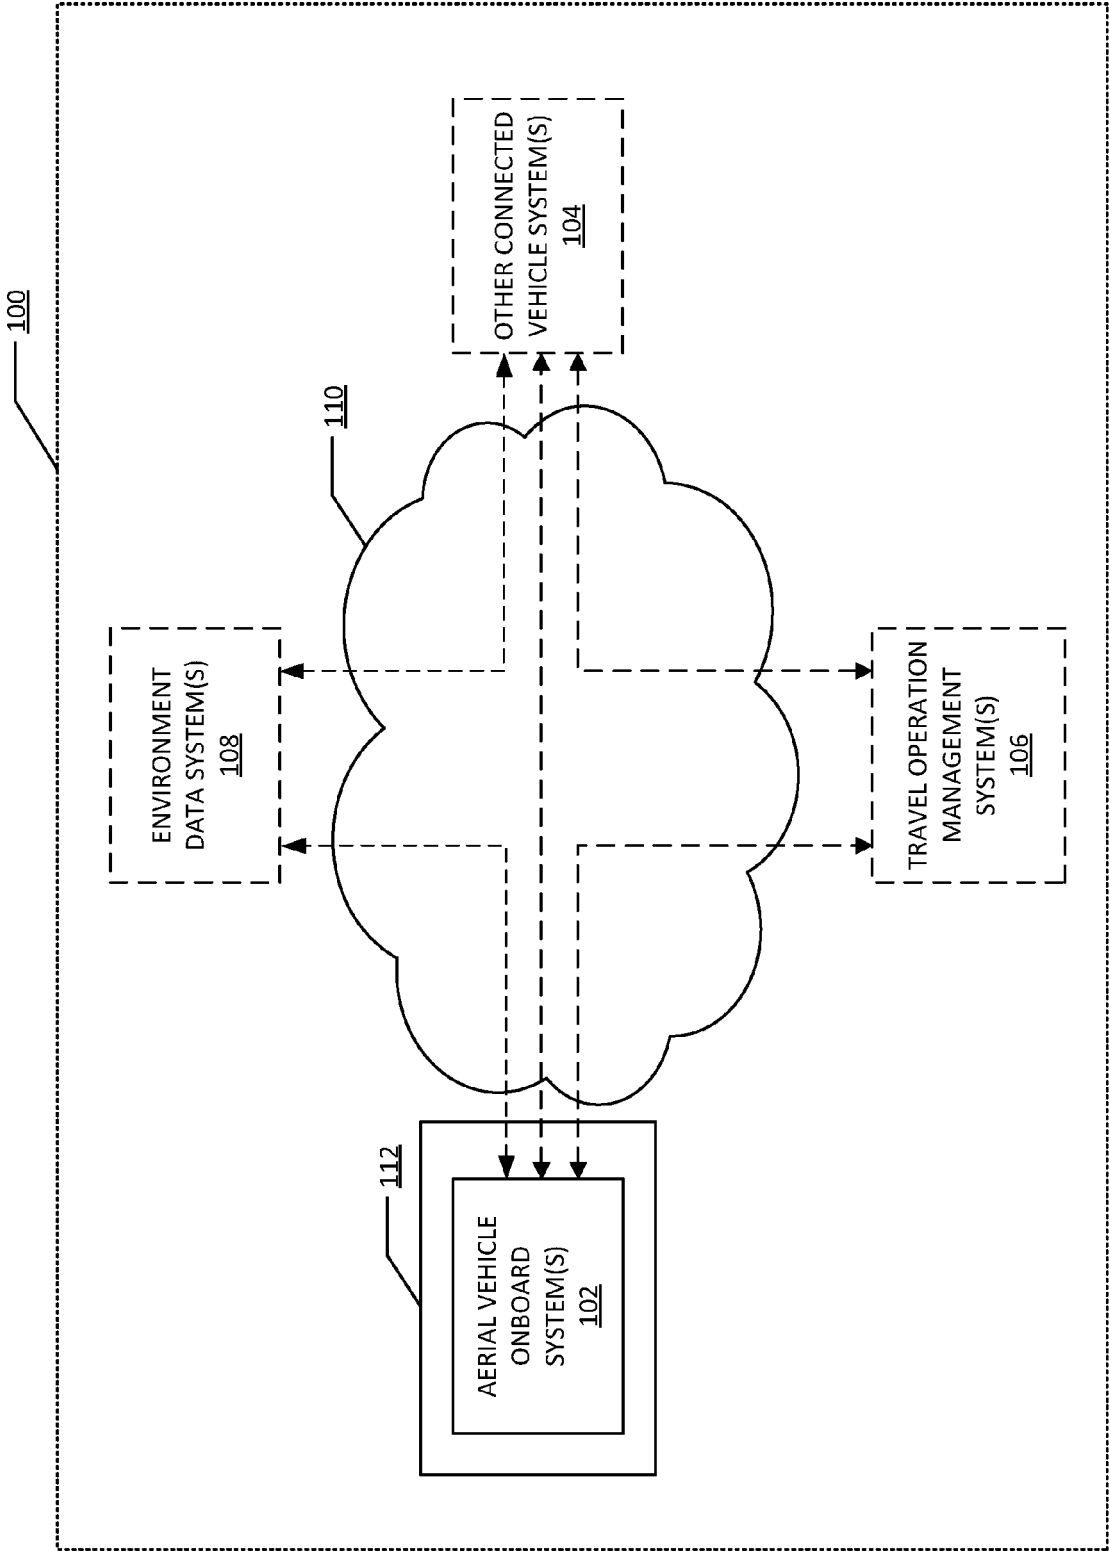 100
110
ENVIRONMENT
DATA SYSTEM(S)
108
112
AERIAL VEHICLE
ONBOARD
SYSTEM(S)
102
OTHER CONNECTED
VEHICLE SYSTEM(S)
104
TRAVEL OPERATION
MANAGEMENT
SYSTEM(S)
106